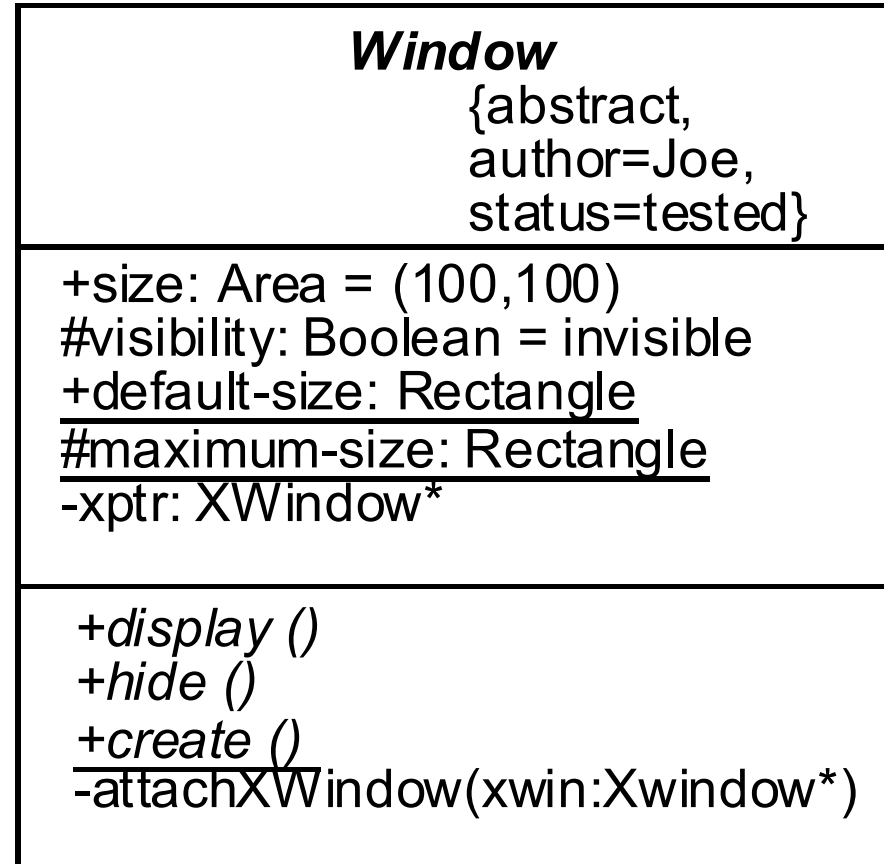 Window
{abstract,
author=Joe,
status=tested}
+size: Area = (100,100)
#visibility: Boolean = invisible
+default-size: Rectangle
#maximum-size: Rectangle
-xptr: XWindow*
+display ()
+hide ()
+create ()
-attachXWindow(xwin:Xwindow*)